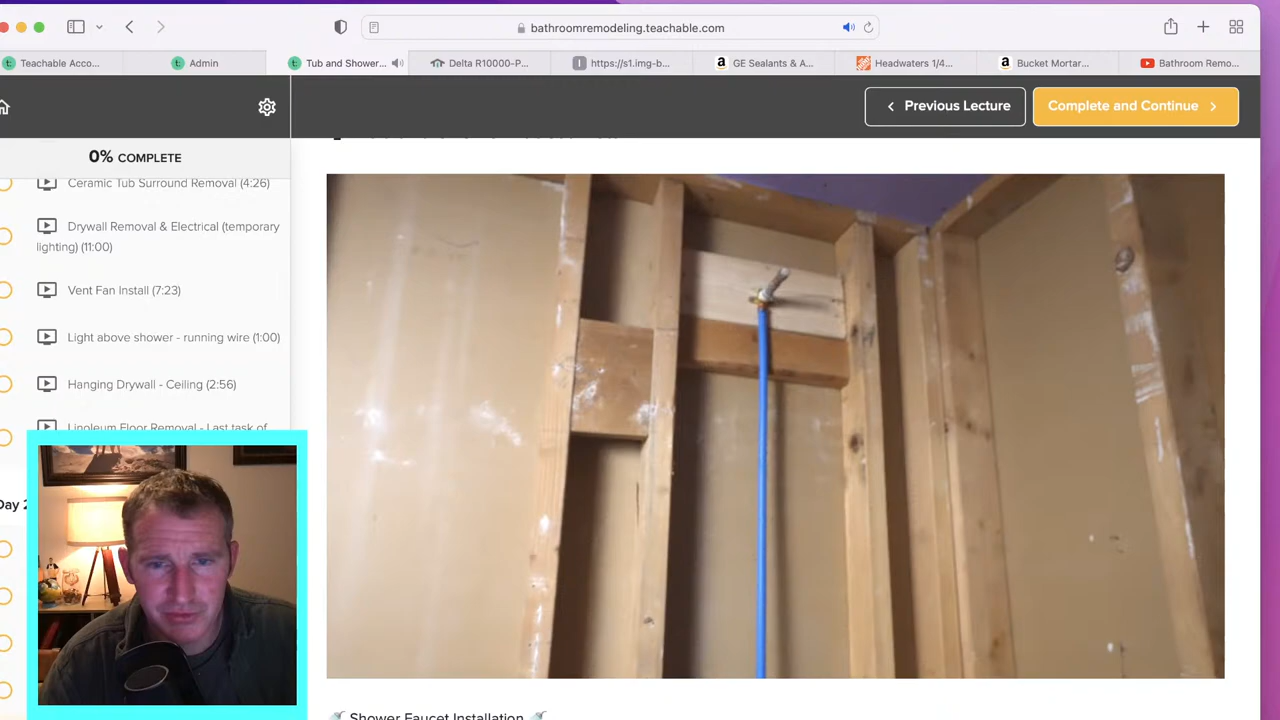 bathroomremodeling.teachable.com
Teachable Acco...
Admin
Tub and Shower...
Delta R10000-P...
https://s1.img-b...
GE Sealants & A...
Headwaters 1/4...
Bucket Mortar...
Bathroom Remo...
Previous Lecture
Complete and Continue
0% COMPLETE
Ceramic Tub Surround Removal (4:26)
Drywall Removal & Electrical (temporary
lighting) (11:00)
Vent Fan Install (7:23)
Light above shower - running wire (1:00)
Hanging Drywall - Ceiling (2:56)
Linoleum Floor Removal - Last task of
Day 2
Shower Faucet Installation